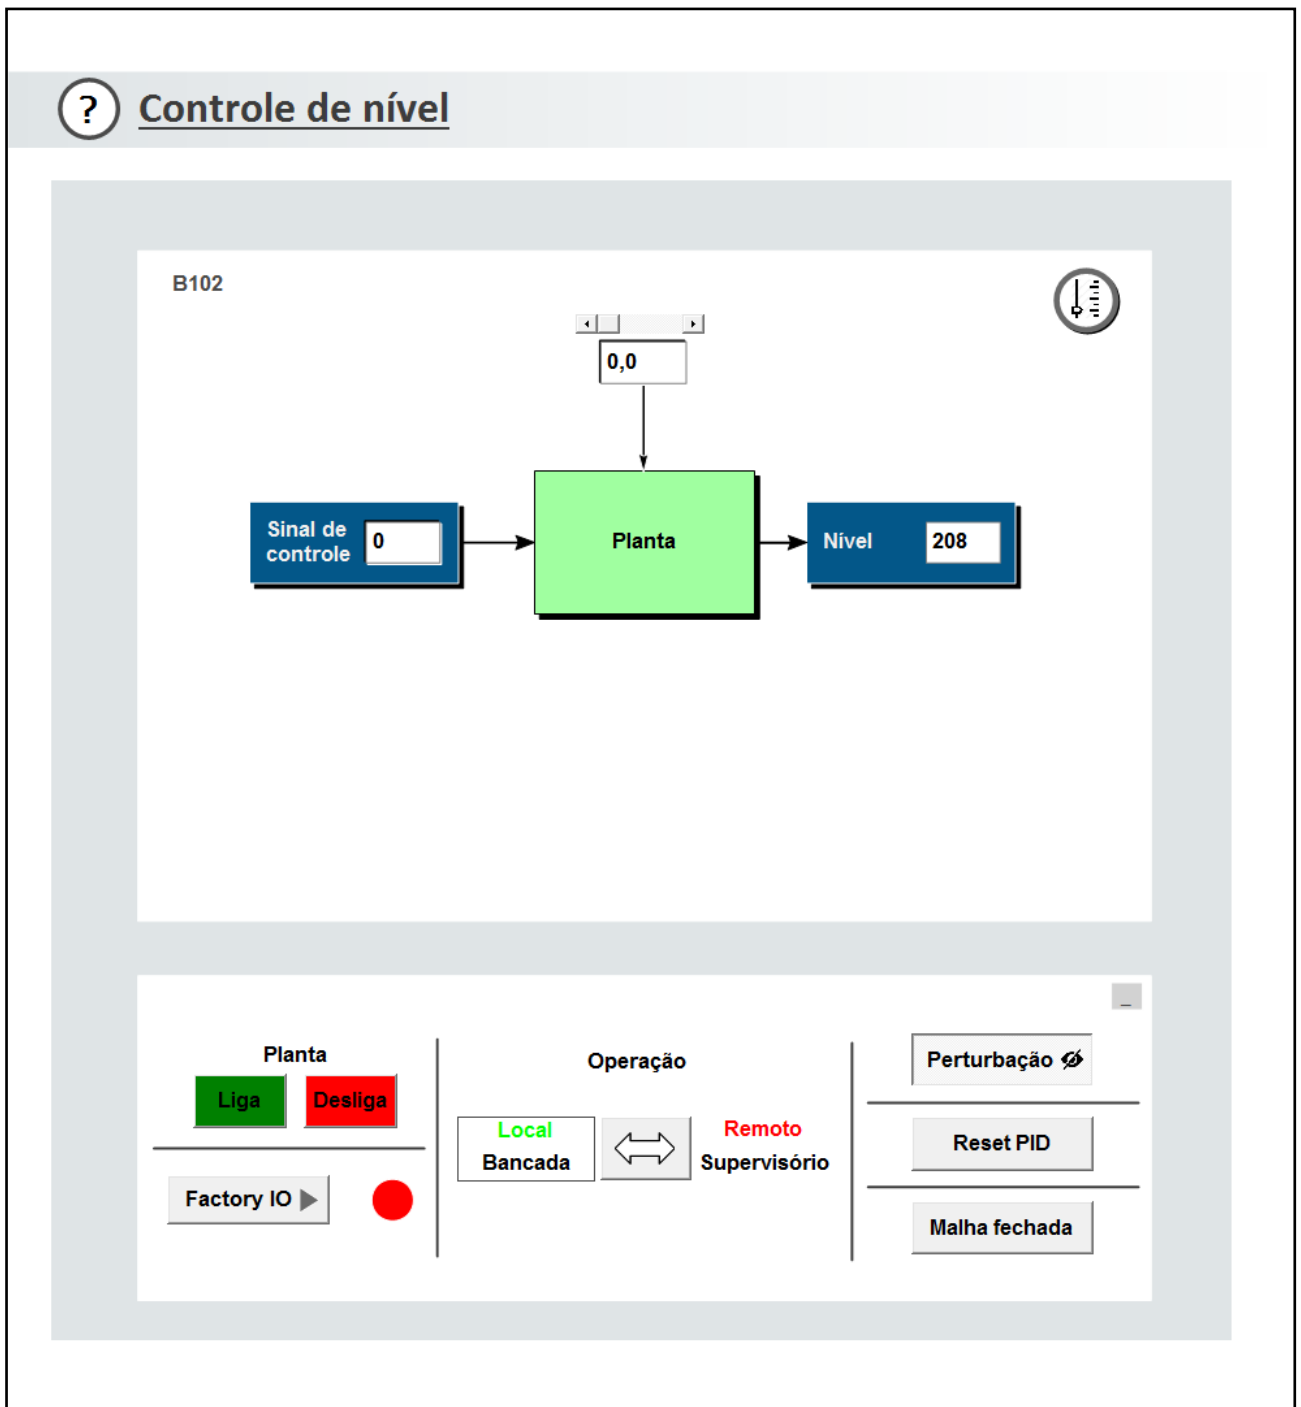 ?
Controle de nível
B102
0,0
Sinal de
controle
0
Planta
Nível
208
_
Planta
Liga
Desliga
Factory IO
Operação
Local
Bancada
Remoto
Supervisório
Perturbação
Reset PID
Malha fechada